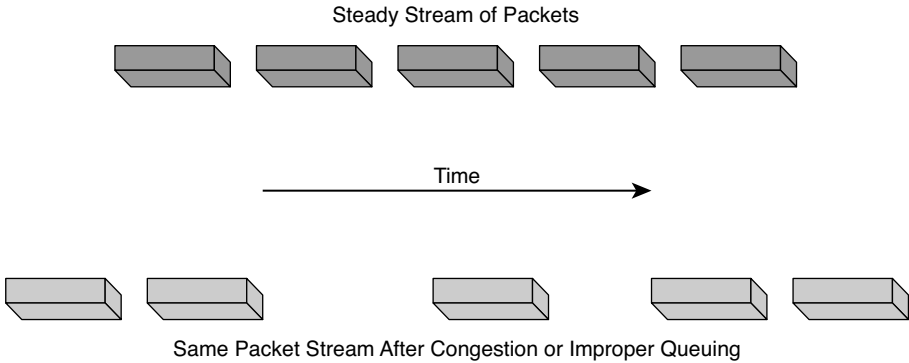 Steady Stream of Packets
Time
Same Packet Stream After Congestion or Improper Queuing